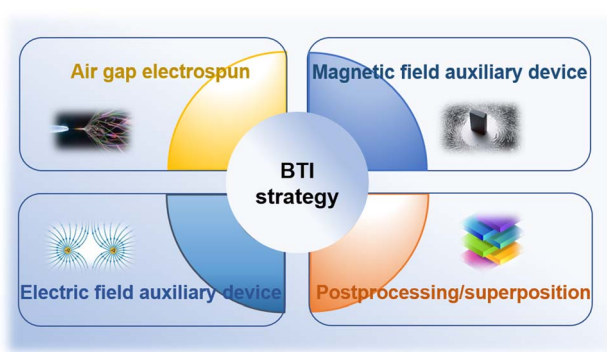 Air gap electrospun
Magnetic field auxiliary device
BTI
strategy
Electric field auxiliary device
Postprocessing/superposition